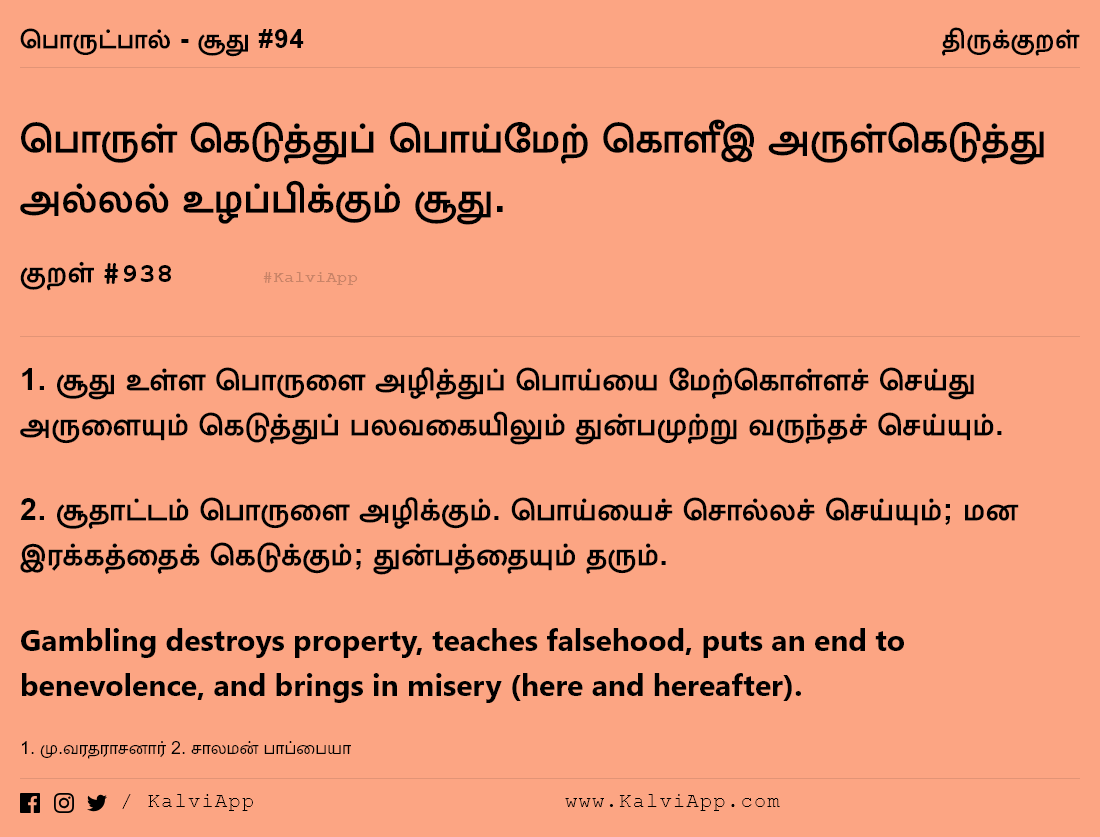 பொருட்பால் - சூது #94
திருக்குறள்
பொருள் கெடுத்துப் பொய்மேற் கொளீஇ அருள்கெடுத்து
அல்லல் உழப்பிக்கும் சூது.
குறள் #938
#KalviApp
1. சூது உள்ள பொருளை அழித்துப் பொய்யை மேற்கொள்ளச் செய்து
அருளையும் கெடுத்துப் பலவகையிலும் துன்பமுற்று வருந்தச் செய்யும்.
2. சூதாட்டம் பொருளை அழிக்கும். பொய்யைச் சொல்லச் செய்யும்; மன
இரக்கத்தைக் கெடுக்கும்; துன்பத்தையும் தரும்.
Gambling destroys property, teaches falsehood, puts an end to
benevolence, and brings in misery (here and hereafter).
1. மு.வரதராசனார் 2. சாலமன் பாப்பையா
/ KalviApp
www.KalviApp.com